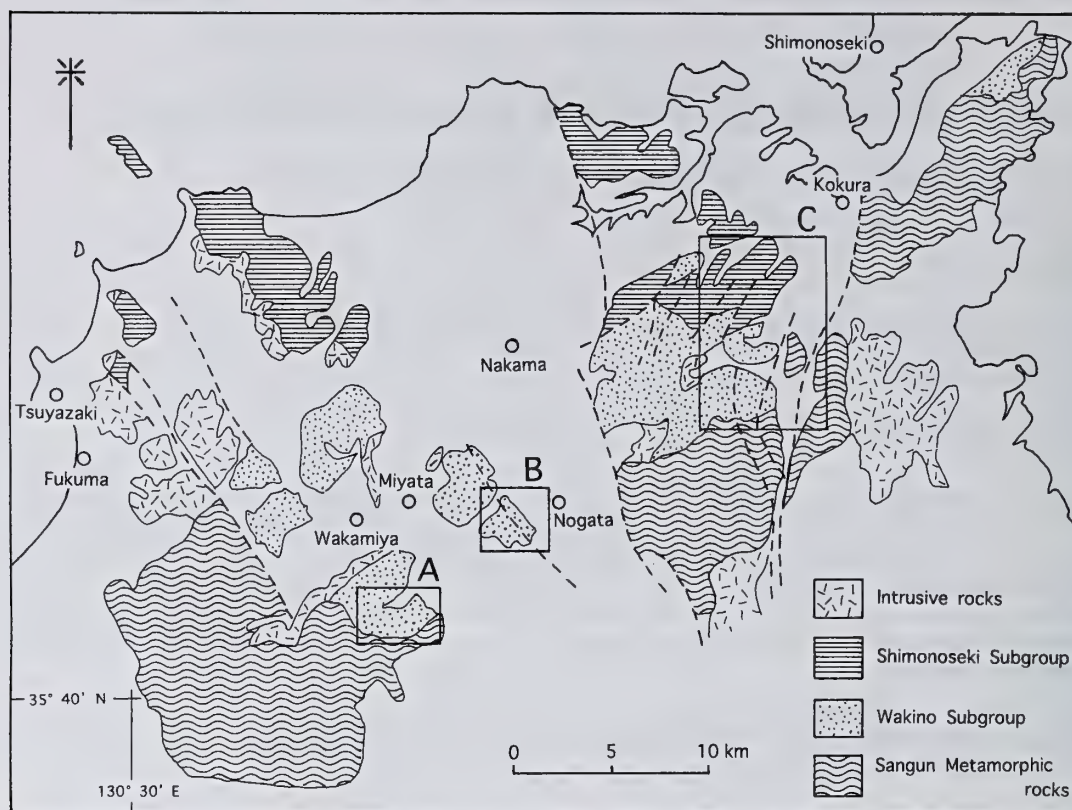 Shimonoseki
Kokura
C
Nakama
Tsuyazaki
Fukuma
Miyata
B
Nogata
Wakamiya
A
Intrusive rocks
Shimonoseki Subgroup
35° 40' N
Wakino Subgroup
0 5 10 km
Sangun Metamorphic
rocks
130° 30' E